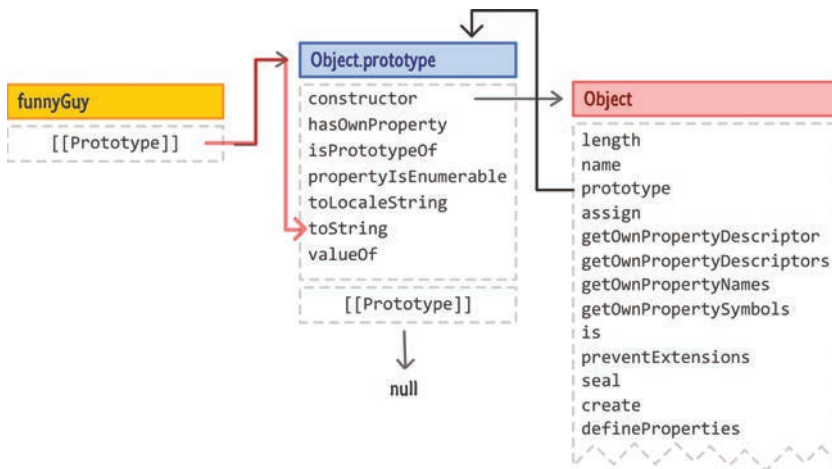 funnyGuy
[[Prototype]]
Object.prototype
constructor
hasOwnProperty
isPrototypeOf
propertyIsEnumerable
toLocaleString
toString
valueOf
[[Prototype]]
null
Object
length
name
prototype
assign
getOwnPropertyDescriptor
getOwnPropertyDescriptors
getOwnPropertyNames
getOwnPropertySymbols
is
preventExtensions
seal
create
defineProperties